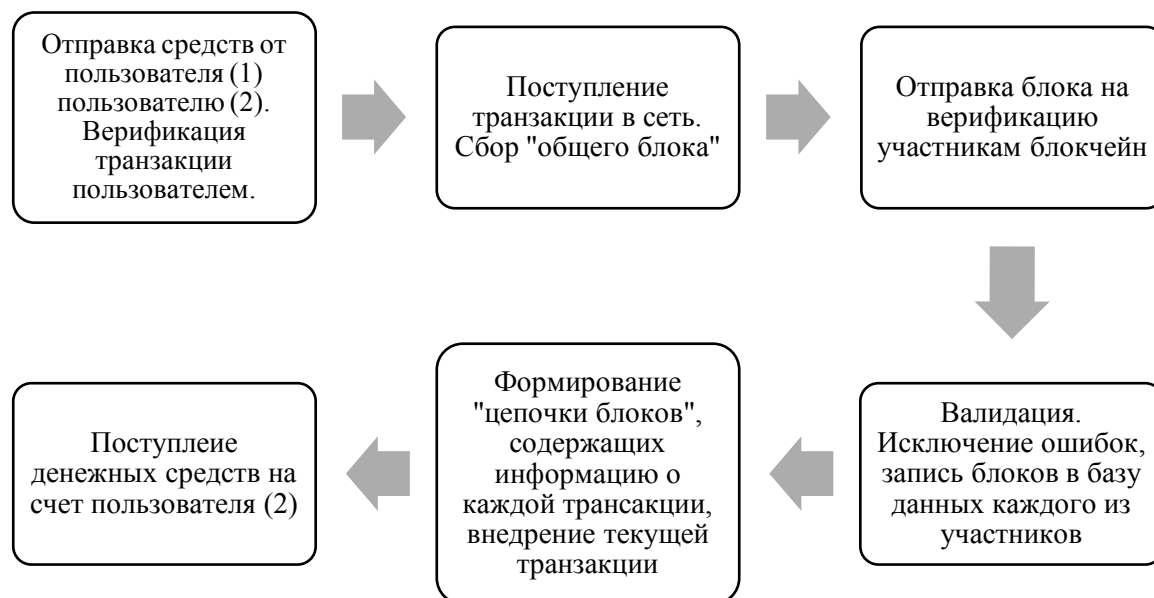 Отправка средств от
пользователя (1)
пользователю (2).
Верификация
транзакции
пользователем.
Поступление
транзакции в сеть.
Сбор "общего блока"
Отправка блока на
верификацию
участникам блокчейн
Валидация.
Исключение ошибок,
запись блоков в базу
данных каждого из
участников
Формирование
"цепочки блоков",
содержащих
информацию о
каждой трансакции,
внедрение текущей
транзакции
Поступлеие
денежных средств на
счет пользователя (2)